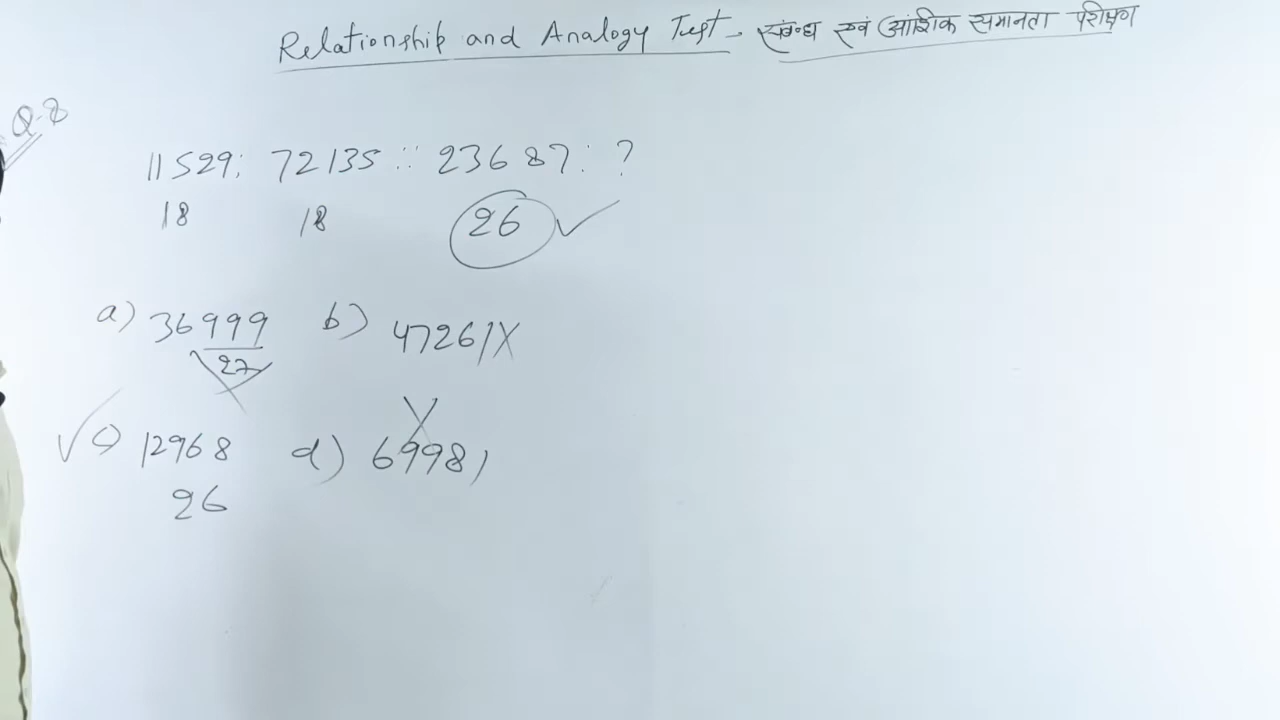 Relationship and Analogy Test - संबन्ध एवं आंशिक समानता परीक्षण
Q-8
11529: 72135 :: 23687: ?
18 18 26 ✓
a) 36999 b) 47261 X
27
✓ c) 12968 d) 69981
26